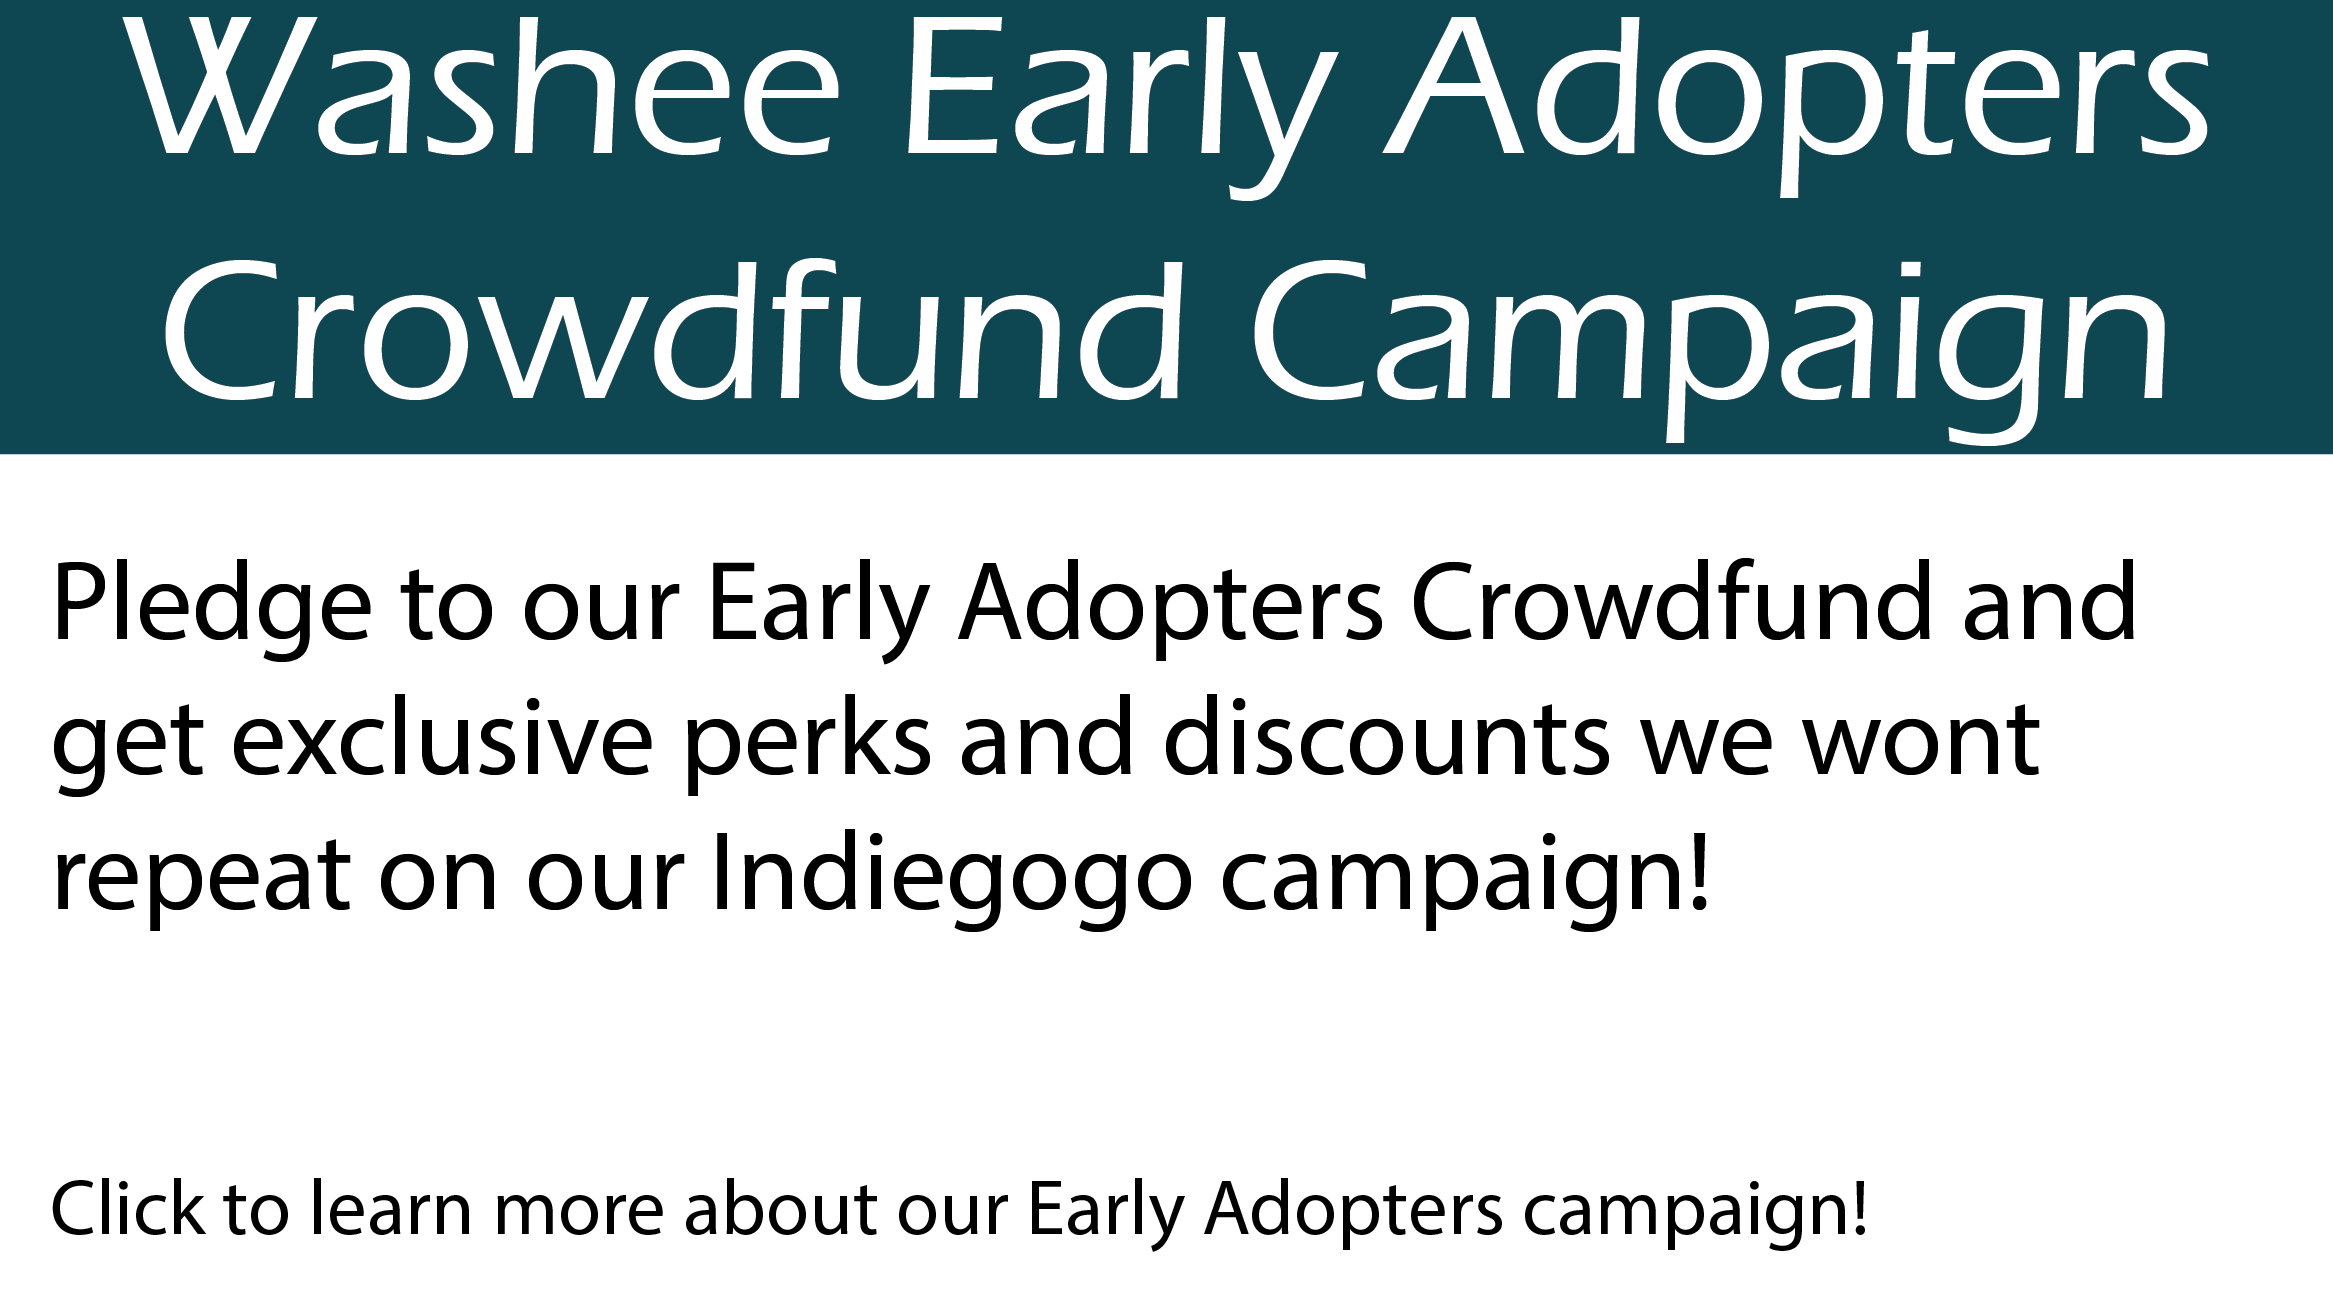 Washee Early Adopters
Crowdfund Campaign
Pledge to our Early Adopters Crowdfund and
get exclusive perks and discounts we wont
repeat on our Indiegogo campaign!
Click to learn more about our Early Adopters campaign!